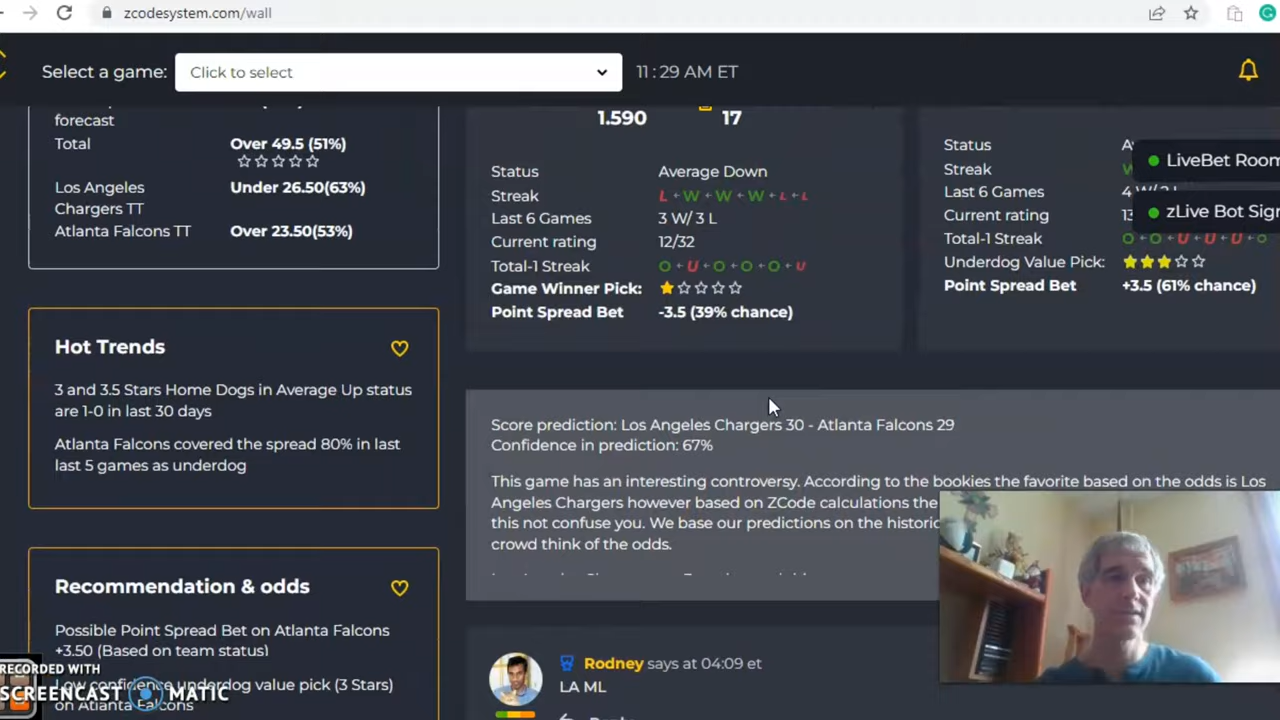 zcodesystem.com/wall
Select a game:
Click to select
11 : 29 AM ET
forecast
Total
Over 49.5 (51%)
Los Angeles
Chargers TT
Under 26.50(63%)
Atlanta Falcons TT
Over 23.50(53%)
Hot Trends
3 and 3.5 Stars Home Dogs in Average Up status
are 1-0 in last 30 days
Atlanta Falcons covered the spread 80% in last
last 5 games as underdog
Recommendation & odds
Possible Point Spread Bet on Atlanta Falcons
+3.50 (Based on team status)
Low confidence underdog value pick (3 Stars)
on Atlanta Falcons
1.590
17
Status
Average Down
Streak
L W W W L L
Last 6 Games
3 W/ 3 L
Current rating
12/32
Total-1 Streak
O U O O O U
Game Winner Pick:
Point Spread Bet
-3.5 (39% chance)
Status
Streak
Last 6 Games
4 W/ 2 L
Current rating
Total-1 Streak
O O U U U O
Underdog Value Pick:
Point Spread Bet
+3.5 (61% chance)
LiveBet Room
zLive Bot Sig
Score prediction: Los Angeles Chargers 30 - Atlanta Falcons 29
Confidence in prediction: 67%
This game has an interesting controversy. According to the bookies the favorite based on the odds is Los
Angeles Chargers however based on ZCode calculations the
this not confuse you. We base our predictions on the historic
crowd think of the odds.
Rodney says at 04:09 et
LA ML
RECORDED WITH
SCREENCAST MATIC